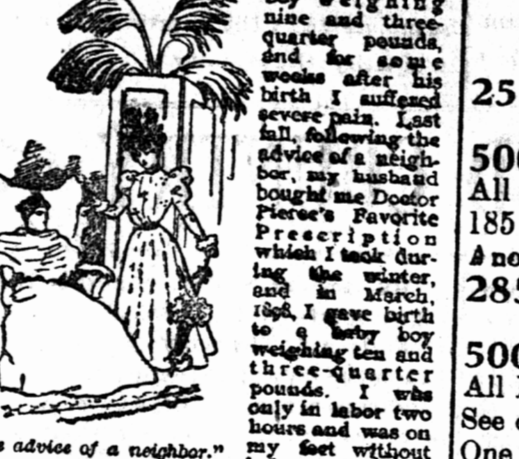 boy weighing
nine and three-
quarter pounds,
and for some
weeks after his
birth I suffered
severe pain. Last
fall, following the
advice of a neigh-
bor, my husband
bought me Doctor
Pierce's Favorite
Prescription
which I took dur-
ing the winter,
and in March,
1898, I gave birth
to a baby boy
weighing ten and
three-quarter
pounds. I was
only in labor two
hours and was on
my feet without
advice of a neighbor."
25
500
All
185
Ano
285
500
All
See
One